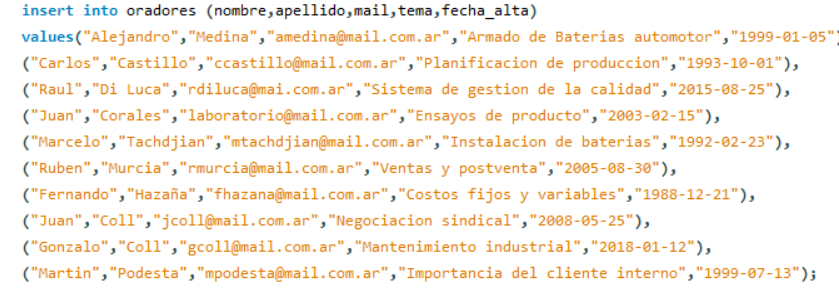 insert into oradores (nombre,apellido,mail,tema,fecha_alta)
values("Alejandro","Medina","amedina@mail.com.ar","Armado de Baterias automotor","1999-01-05")
("Carlos","Castillo","ccastillo@mail.com.ar","Planificacion de produccion","1993-10-01"),
("Raul","Di Luca","rdiluca@mai.com.ar","Sistema de gestion de la calidad","2015-08-25"),
("Juan","Corales","laboratorio@mail.com.ar","Ensayos de producto","2003-02-15"),
("Marcelo","Tachdjian","mtachdjian@mail.com.ar","Instalacion de baterias","1992-02-23"),
("Ruben","Murcia","rmurcia@mail.com.ar","Ventas y postventa","2005-08-30"),
("Fernando","Hazaña","fhazana@mail.com.ar","Costos fijos y variables","1988-12-21"),
("Juan","Coll","jcoll@mail.com.ar","Negociacion sindical","2008-05-25"),
("Gonzalo","Coll","gcoll@mail.com.ar","Mantenimiento industrial","2018-01-12"),
("Martin","Podesta","mpodesta@mail.com.ar","Importancia del cliente interno","1999-07-13");